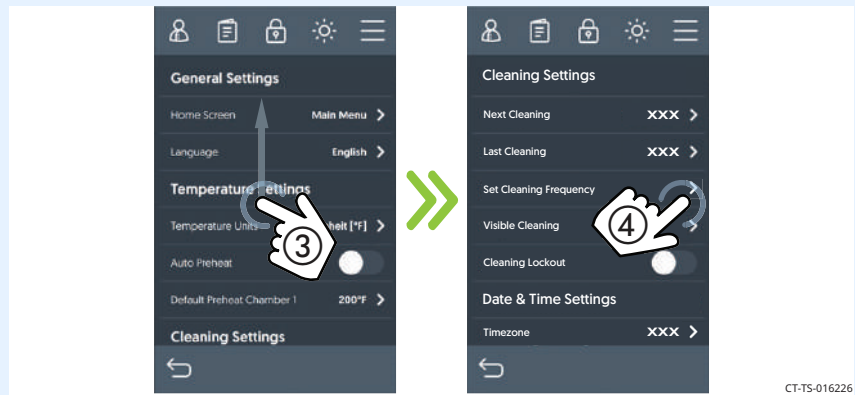 General Settings
Home Screen Main Menu
Language English
Temperature ettings
Temperature Units heit [°F]
3
Auto Preheat
Default Preheat Chamber 1 200°F
Cleaning Settings
Cleaning Settings
Next Cleaning XXX
Last Cleaning XXX
Set Cleaning Frequency
Visible Cleaning
4
Cleaning Lockout
Date & Time Settings
Timezone XXX
CT-TS-016226